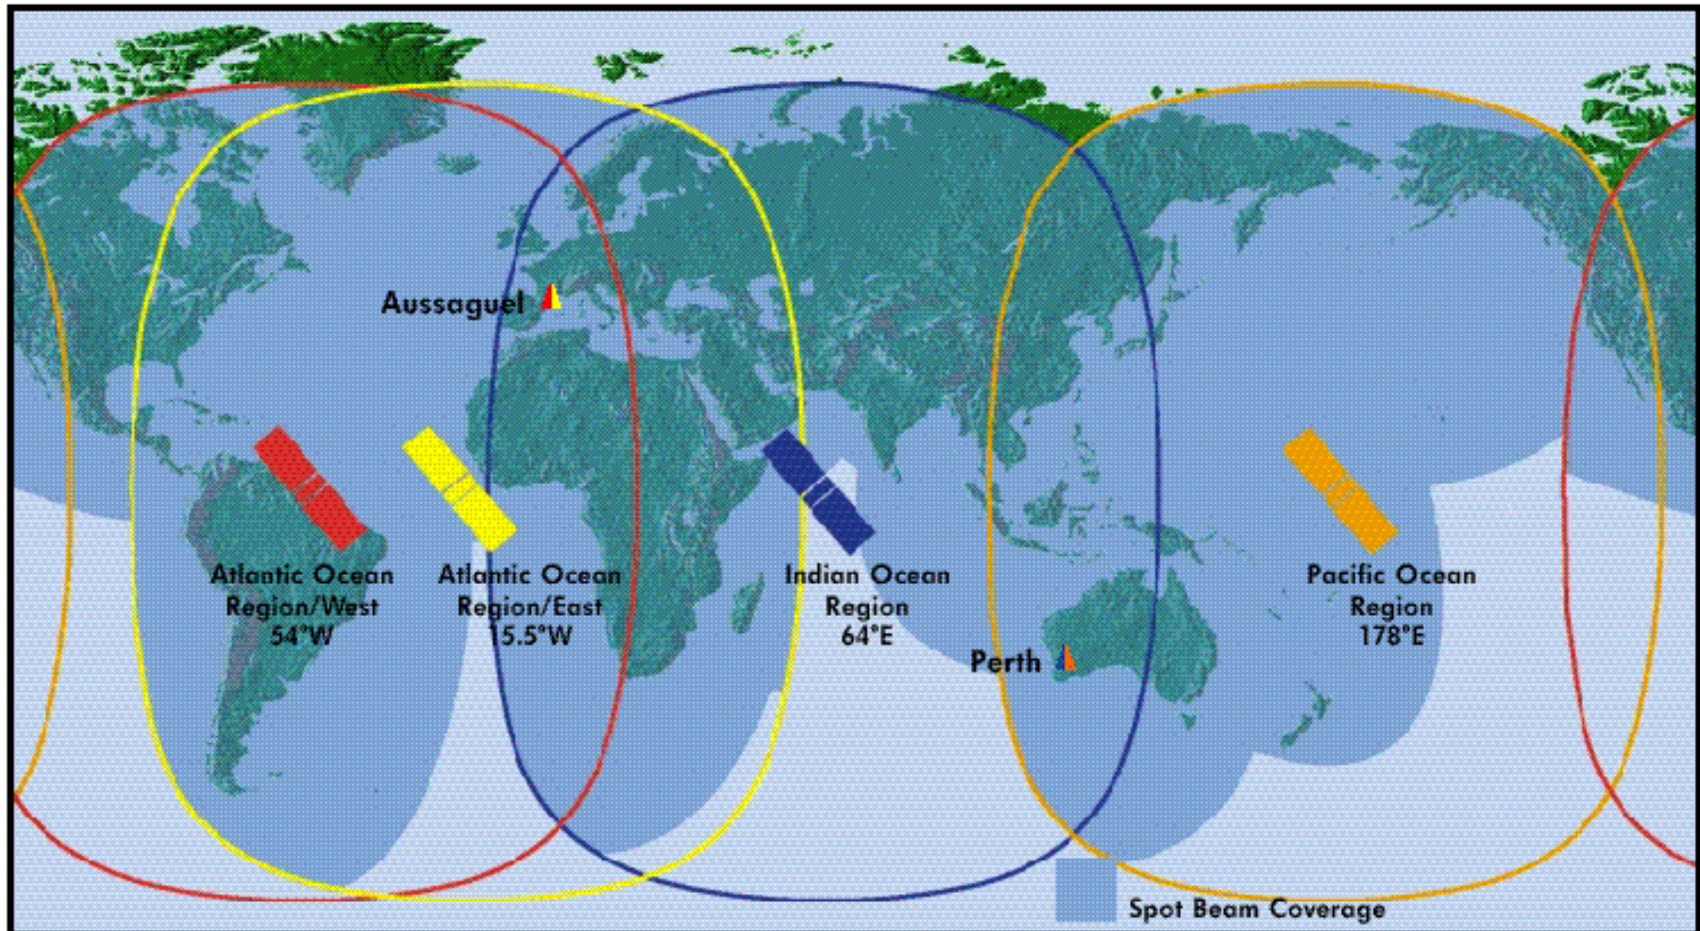 Aussaguel
Atlantic Ocean
Region/West
54°W
Atlantic Ocean
Region/East
15.5°W
Indian Ocean
Region
64°E
Pacific Ocean
Region
178°E
Perth
Spot Beam Coverage